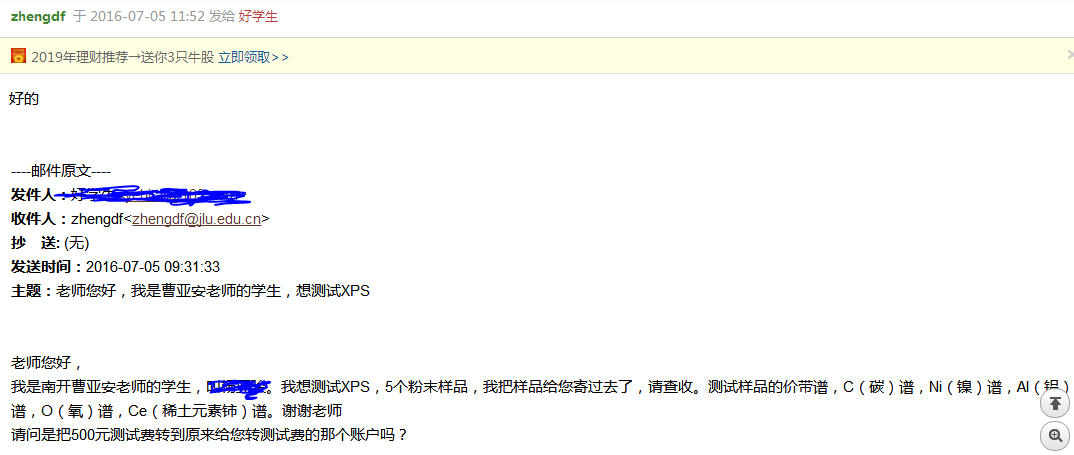 zhengdf 于 2016-07-05 11:52 发给 好学生
2019年理财推荐→送你3只牛股 立即领取>>
好的
----邮件原文----
发件人：好学生
收件人：zhengdf<zhengdf@jlu.edu.cn>
抄 送: (无)
发送时间：2016-07-05 09:31:33
主题：老师您好，我是曹亚安老师的学生，想测试XPS
老师您好，
我是南开曹亚安老师的学生，。我想测试XPS，5个粉末样品，我把样品给您寄过去了，请查收。测试样品的价带谱，C（碳）谱，Ni（镍）谱，Al（铝）
谱，O（氧）谱，Ce（稀土元素铈）谱。谢谢老师
请问是把500元测试费转到原来给您转测试费的那个账户吗？